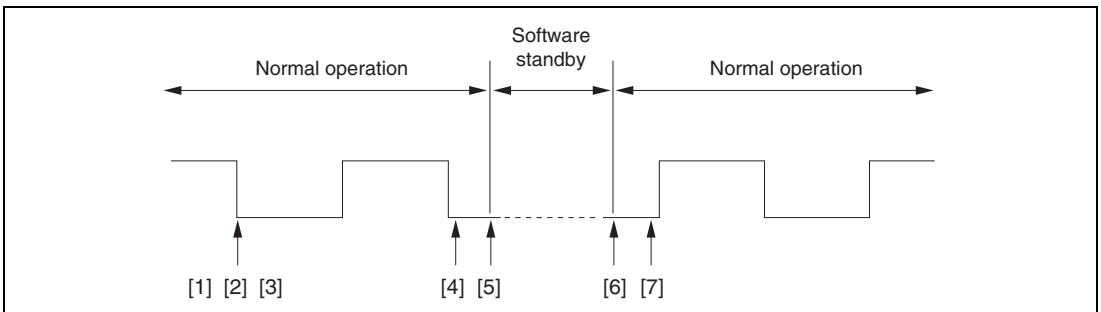 Software
standby
Normal operation
Normal operation
[1] [2] [3]
[4] [5]
[6] [7]